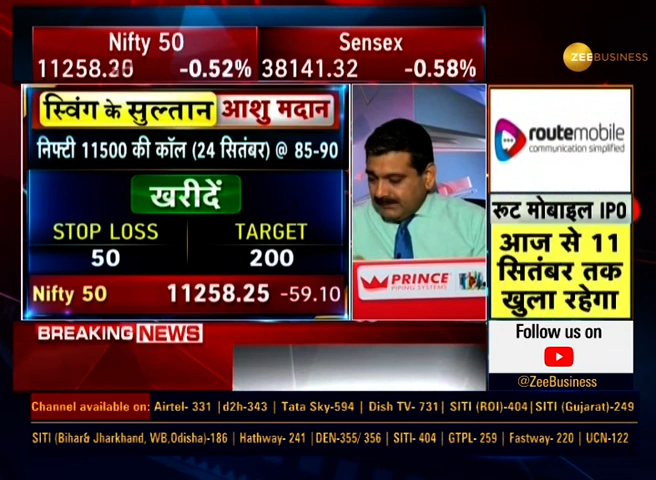 Nifty 50
11258.20 -0.52%
Sensex
38141.32 -0.58%
ZEEBUSINESS
स्विंग के सुल्तान आशु मदान
निफ्टी 11500 की कॉल (24 सितंबर) @ 85-90
खरीदें
STOP LOSS TARGET
50 200
Nifty 50 11258.25 -59.10
PRINCE
PIPING SYSTEMS
routemobile
communication simplified
रूट मोबाइल IPO
आज से 11
सितंबर तक
खुला रहेगा
Follow us on
@ZeeBusiness
BREAKING NEWS
Channel available on: Airtel- 331 | d2h-343 | Tata Sky-594 | Dish TV- 731 | SITI (ROI)-404 | SITI (Gujarat)-249
SITI (Bihar& Jharkhand, WB,Odisha)-186 | Hathway- 241 |DEN-355/ 356 | SITI- 404 | GTPL- 259 | Fastway- 220 | UCN-122